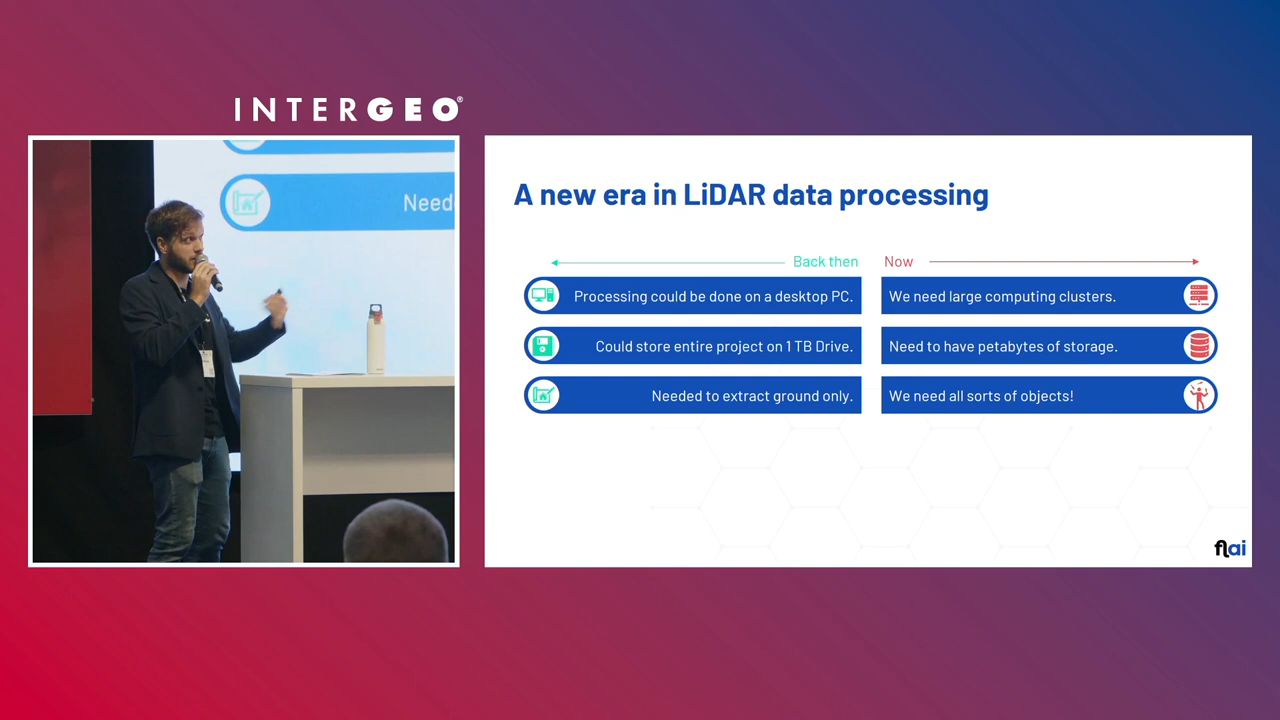 INTERGEO®
Need
A new era in LiDAR data processing
Back then
Now
Processing could be done on a desktop PC.
We need large computing clusters.
Could store entire project on 1 TB Drive.
Need to have petabytes of storage.
Needed to extract ground only.
We need all sorts of objects!
flai